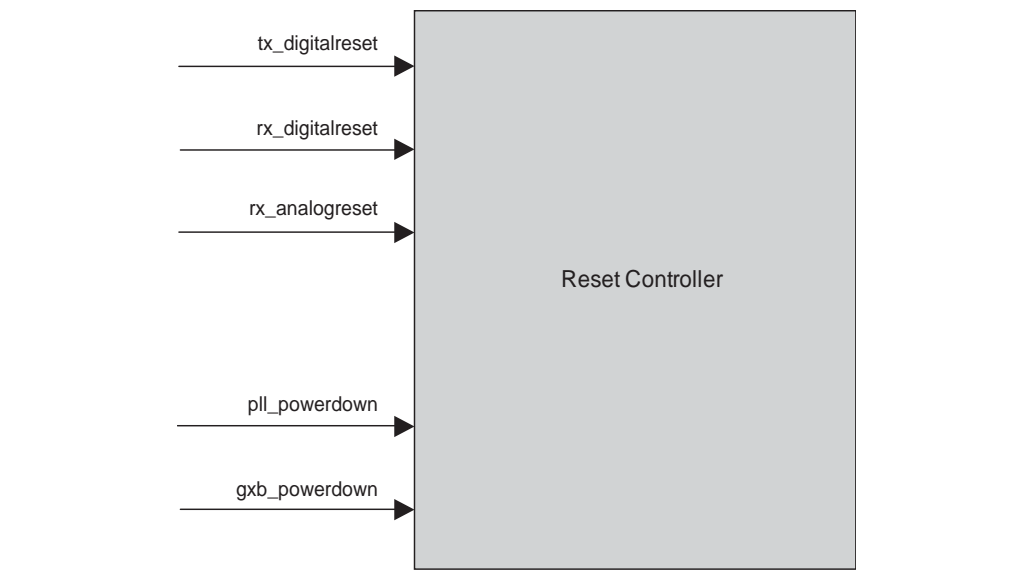 tx_digitalreset
rx_digitalreset
rx_analogreset
Reset Controller
pll_powerdown
gxb_powerdown